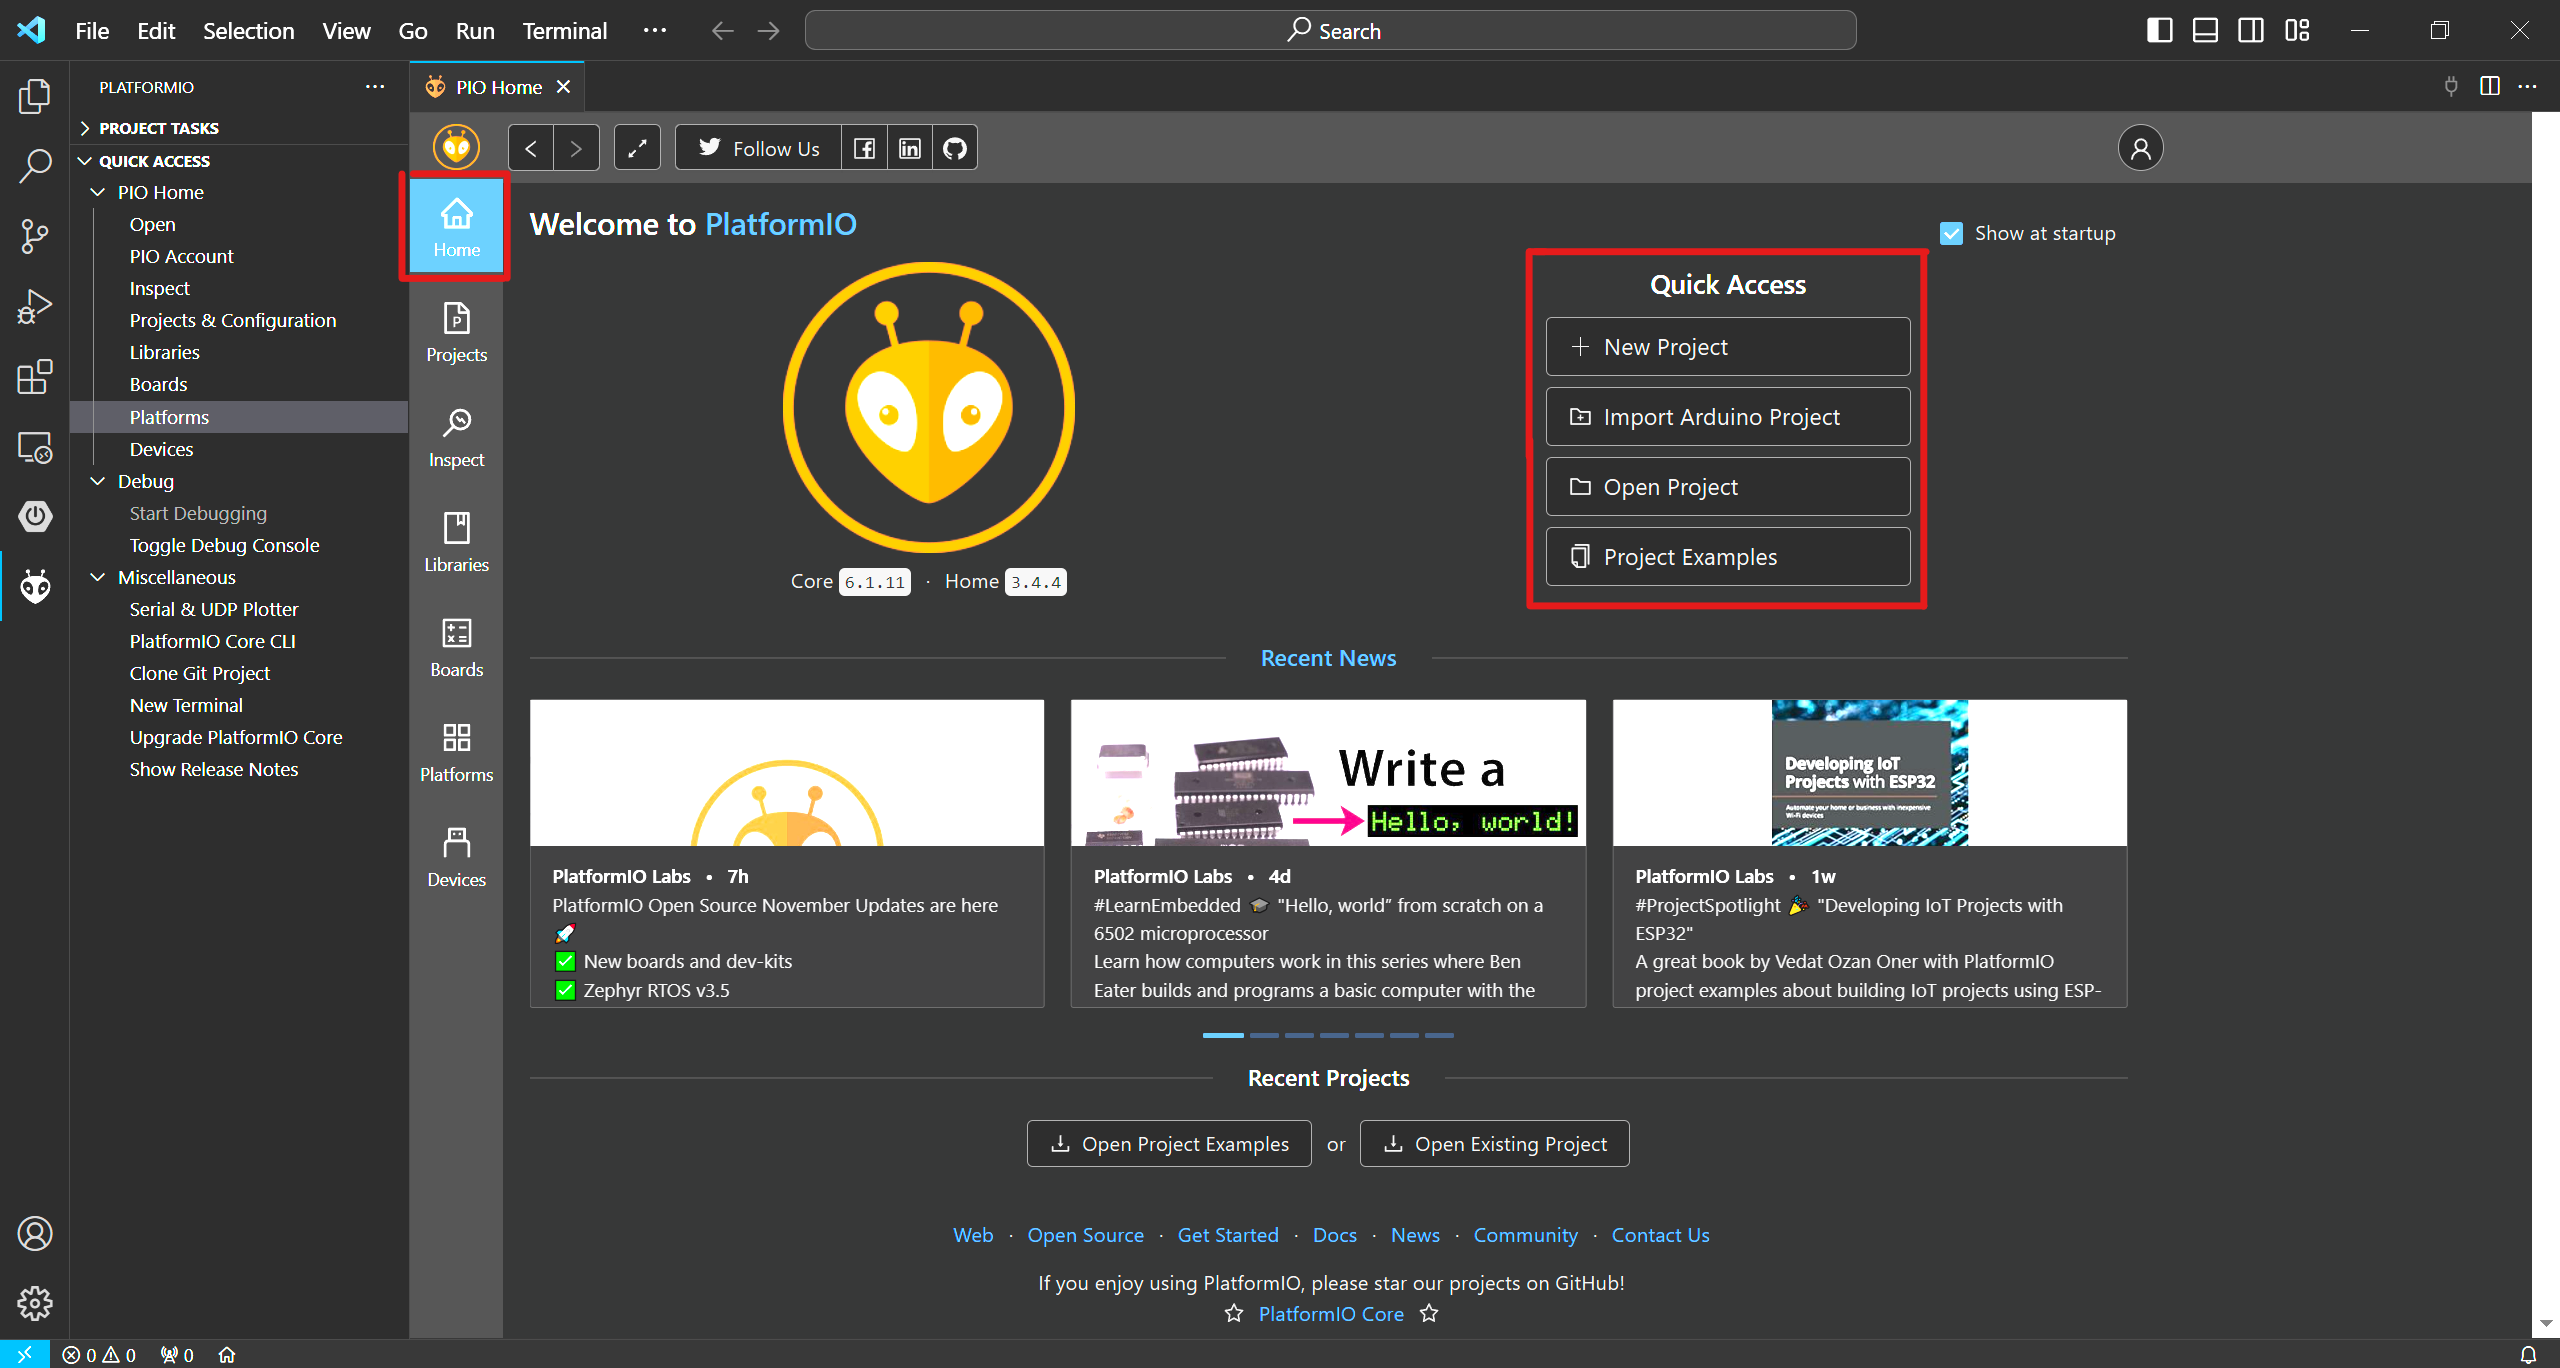 File Edit Selection View Go Run Terminal ··· Search
PLATFORMIO ···
PROJECT TASKS
QUICK ACCESS
PIO Home
Open
PIO Account
Inspect
Projects & Configuration
Libraries
Boards
Platforms
Devices
Debug
Start Debugging
Toggle Debug Console
Miscellaneous
Serial & UDP Plotter
PlatformIO Core CLI
Clone Git Project
New Terminal
Upgrade PlatformIO Core
Show Release Notes
PIO Home
Follow Us
Home
Projects
Inspect
Libraries
Boards
Platforms
Devices
Welcome to PlatformIO
Show at startup
Core 6.1.11 · Home 3.4.4
Quick Access
New Project
Import Arduino Project
Open Project
Project Examples
Recent News
PlatformIO Labs • 7h
PlatformIO Open Source November Updates are here
🚀
✅ New boards and dev-kits
✅ Zephyr RTOS v3.5
Write a
Hello, world!
PlatformIO Labs • 4d
#LearnEmbedded 🎓 "Hello, world” from scratch on a
6502 microprocessor
Learn how computers work in this series where Ben
Eater builds and programs a basic computer with the
Developing IoT
Projects with ESP32
Automate your home or business with inexpensive
Wi-Fi devices
PlatformIO Labs • 1w
#ProjectSpotlight 🎉 "Developing IoT Projects with
ESP32"
A great book by Vedat Ozan Oner with PlatformIO
project examples about building IoT projects using ESP-
Recent Projects
Open Project Examples or Open Existing Project
Web · Open Source · Get Started · Docs · News · Community · Contact Us
If you enjoy using PlatformIO, please star our projects on GitHub!
☆ PlatformIO Core ☆
0 0 0